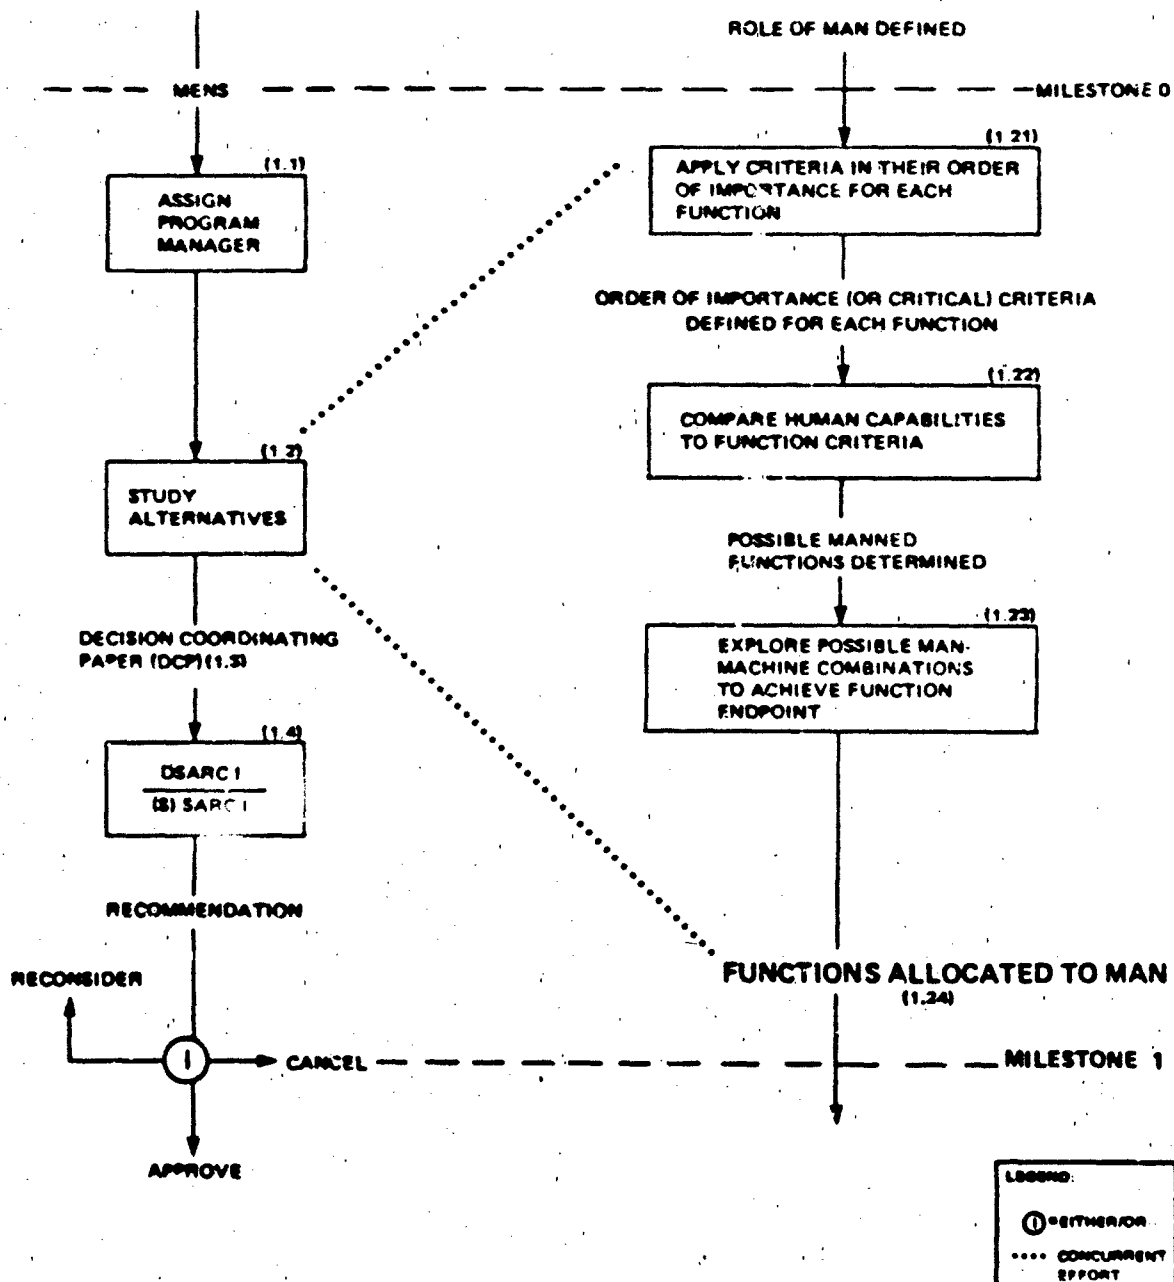 ROLE OF MAN DEFINED
MENS
MILESTONE 0
(1.1)
ASSIGN
PROGRAM
MANAGER
(1.21)
APPLY CRITERIA IN THEIR ORDER
OF IMPORTANCE FOR EACH
FUNCTION
ORDER OF IMPORTANCE (OR CRITICAL) CRITERIA
DEFINED FOR EACH FUNCTION
(1.22)
COMPARE HUMAN CAPABILITIES
TO FUNCTION CRITERIA
(1.2)
STUDY
ALTERNATIVES
POSSIBLE MANNED
FUNCTIONS DETERMINED
(1.23)
EXPLORE POSSIBLE MAN-
MACHINE COMBINATIONS
TO ACHIEVE FUNCTION
ENDPOINT
DECISION COORDINATING
PAPER (DCP) (1.3)
(1.4)
DSARC I
(S) SARC I
RECOMMENDATION
RECONSIDER
FUNCTIONS ALLOCATED TO MAN
(1.24)
I
CANCEL
MILESTONE 1
APPROVE
LEGEND:
I = EITHER/OR
.... CONCURRENT
EFFORT